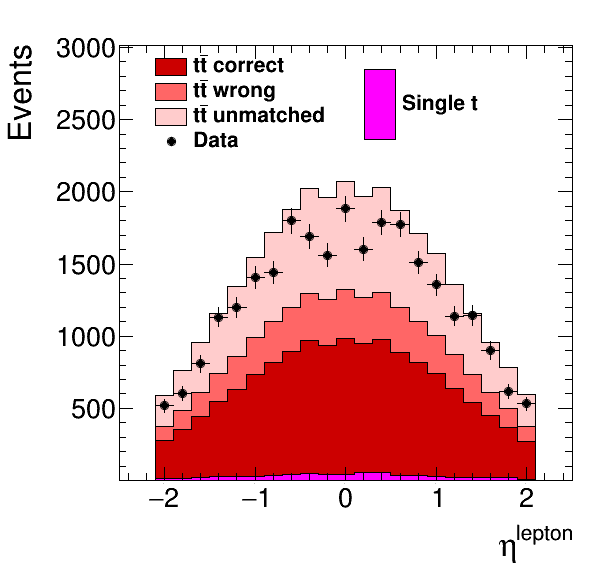 Events
3000
2500
2000
1500
1000
500
tt̄ correct
tt̄ wrong
tt̄ unmatched
Data
Single t
−2 −1 0 1 2
η^lepton